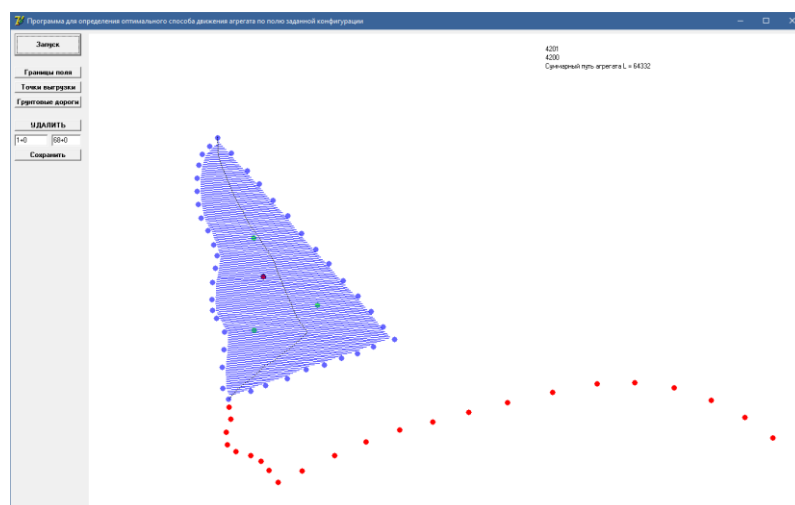 Программа для определения оптимального способа движения агрегата по полю заданной конфигурации
Запуск
Границы поля
Точки выгрузки
Грунтовые дороги
УДАЛИТЬ
1+0 68+0
Сохранить
4201
4200
Суммарный путь агрегата L = 64332